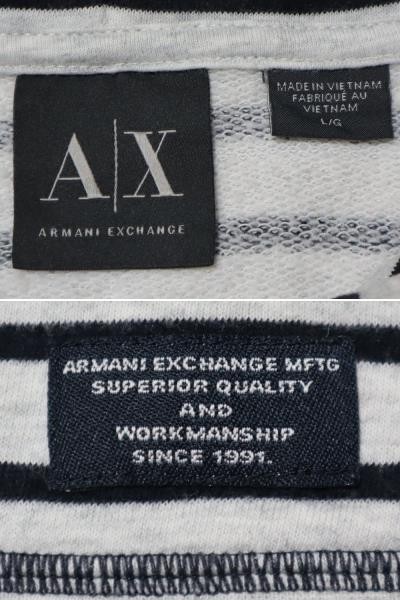 A|X
ARMANI EXCHANGE
MADE IN VIETNAM
FABRIQUÉ AU
VIETNAM
L/G
ARMANI EXCHANGE MFTG
SUPERIOR QUALITY
AND
WORKMANSHIP
SINCE 1991.